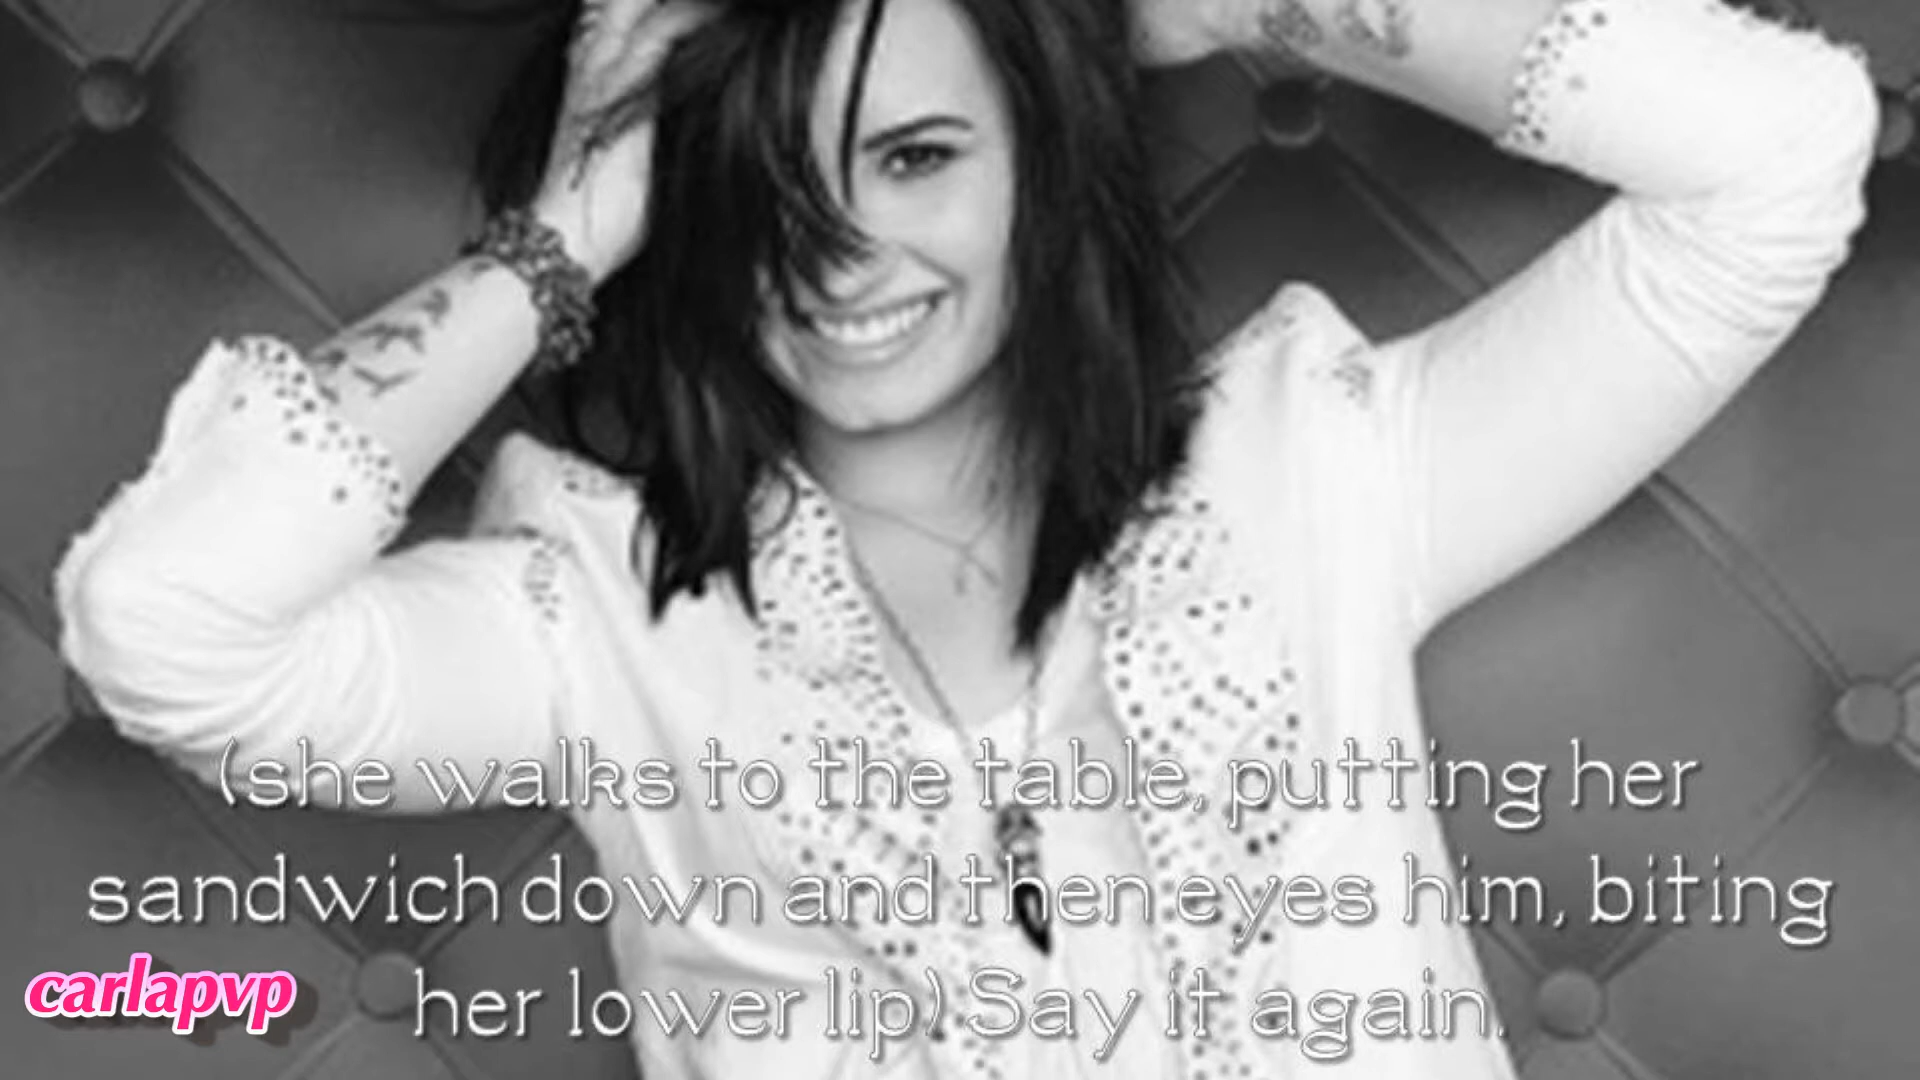 (she walks to the table, putting her
sandwich down and then eyes him, biting
her lower lip) Say it again.
carlapvp